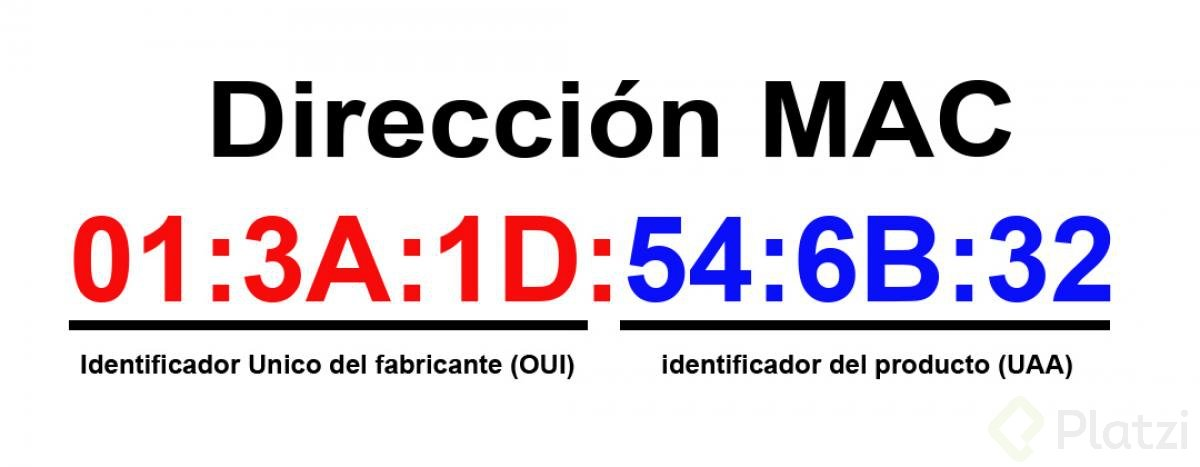 Dirección MAC
01:3A:1D:54:6B:32
Identificador Unico del fabricante (OUI) identificador del producto (UAA)
Platzi